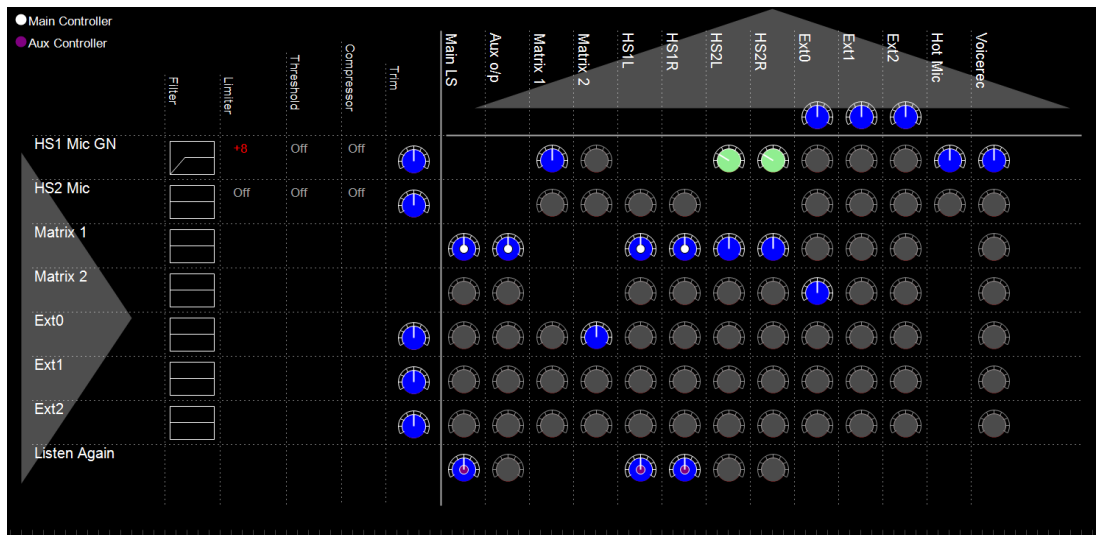 Main Controller
Aux Controller
Filter
Limiter
Threshold
Compressor
Trim
Main LS
Aux o/p
Matrix 1
Matrix 2
HS1L
HS1R
HS2L
HS2R
Ext0
Ext1
Ext2
Hot Mic
Voicerec
HS1 Mic GN +8 Off Off
HS2 Mic Off Off Off
Matrix 1
Matrix 2
Ext0
Ext1
Ext2
Listen Again